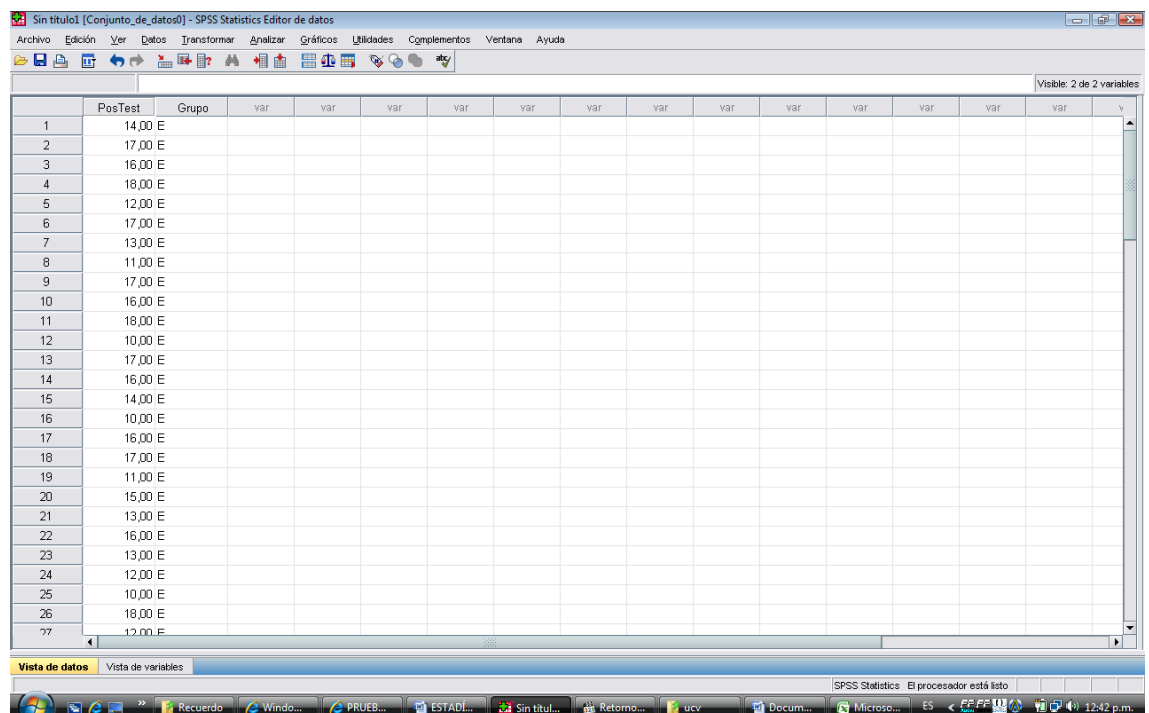 Sin título1 [Conjunto_de_datos0] - SPSS Statistics Editor de datos
Archivo Edición Ver Datos Transformar Analizar Gráficos Utilidades Complementos Ventana Ayuda
Visible: 2 de 2 variables
PosTest Grupo var var var var var var var var var var var var
1 14,00 E
2 17,00 E
3 16,00 E
4 18,00 E
5 12,00 E
6 17,00 E
7 13,00 E
8 11,00 E
9 17,00 E
10 16,00 E
11 18,00 E
12 10,00 E
13 17,00 E
14 16,00 E
15 14,00 E
16 10,00 E
17 16,00 E
18 17,00 E
19 11,00 E
20 15,00 E
21 13,00 E
22 16,00 E
23 13,00 E
24 12,00 E
25 10,00 E
26 18,00 E
27 12,00 E
Vista de datos Vista de variables
SPSS Statistics El procesador está listo
Recuerdo Windo... PRUEB... ESTADÍ... Sin títul... Retorno... ucv Docum... Microso... ES 12:42 p.m.